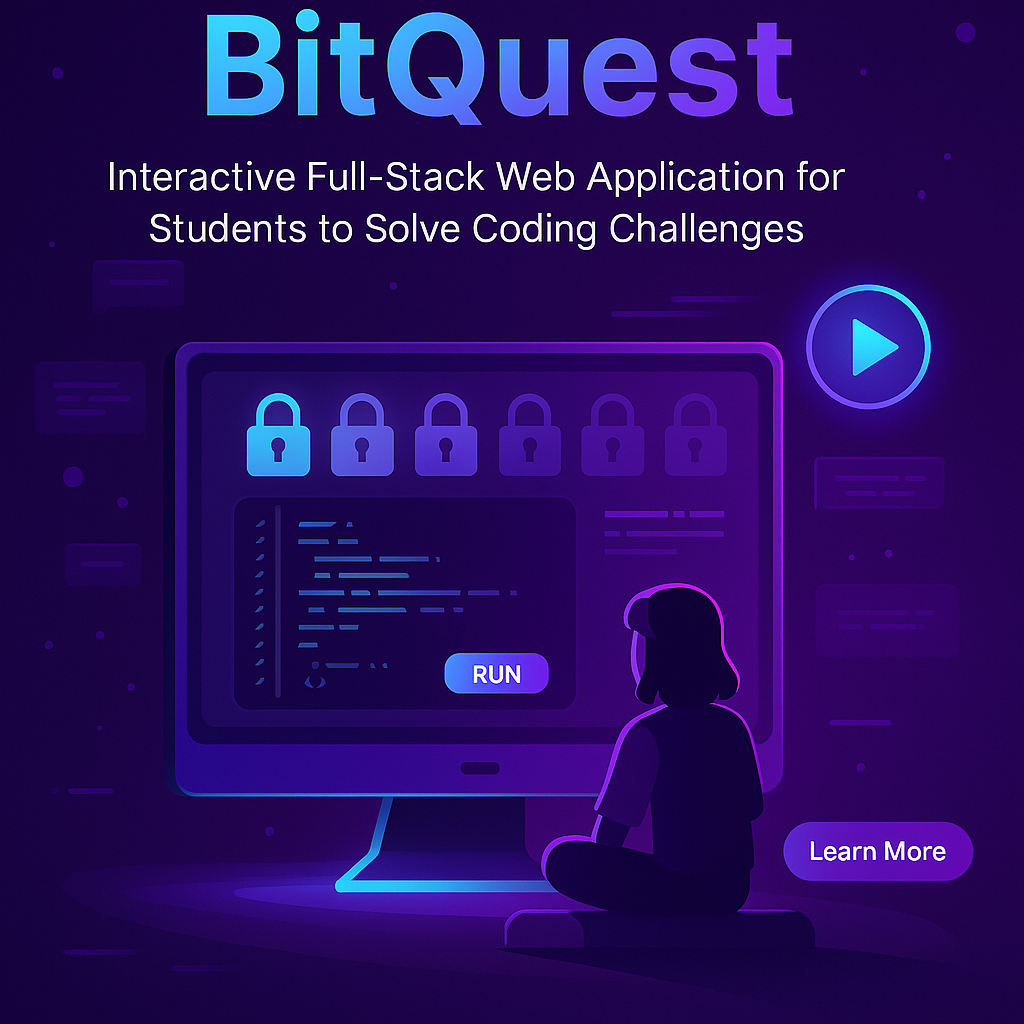 BitQuest
Interactive Full-Stack Web Application for
Students to Solve Coding Challenges
RUN
Learn More